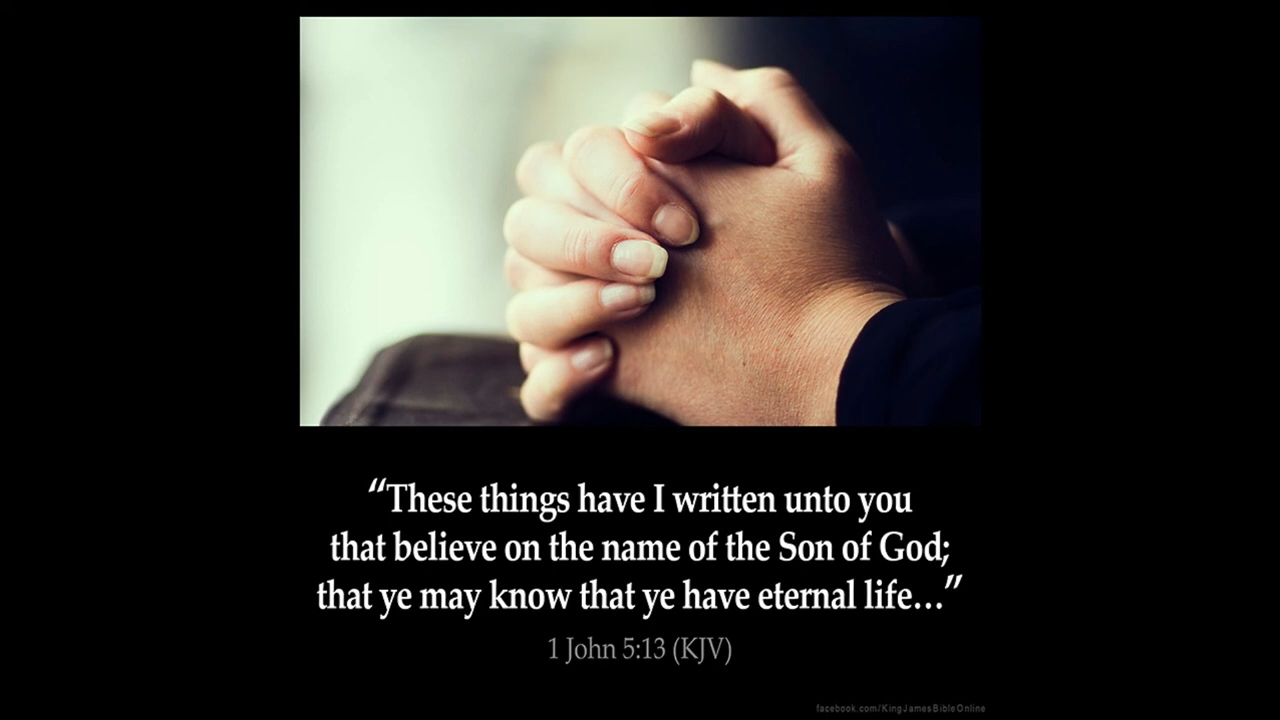 “These things have I written unto you
that believe on the name of the Son of God;
that ye may know that ye have eternal life...”
1 John 5:13 (KJV)
facebook.com/KingJamesBibleOnline